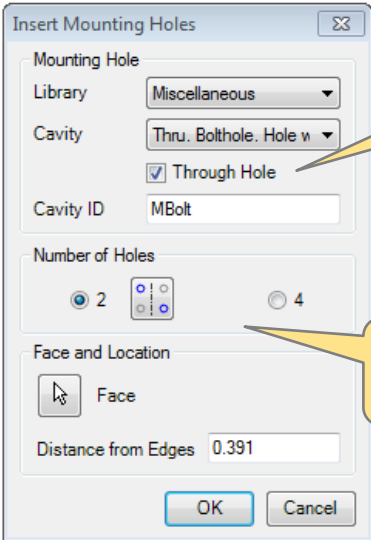 Insert Mounting Holes
Mounting Hole
Library Miscellaneous
Cavity Thru. Bolthole. Hole w
Through Hole
Cavity ID MBolt
Number of Holes
2 4
Face and Location
Face
Distance from Edges 0.391
OK Cancel